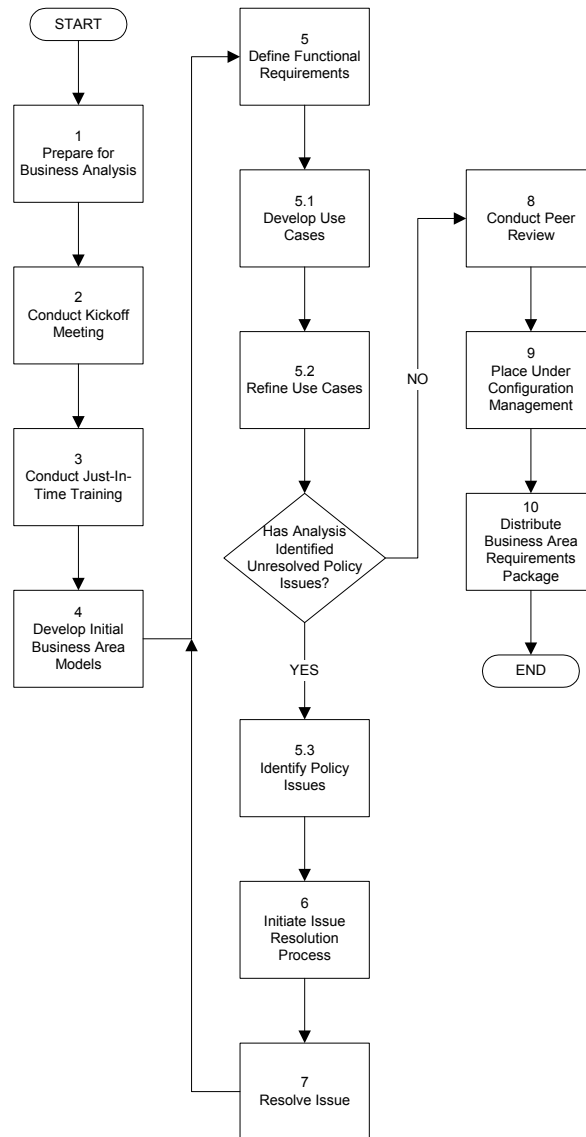 START
1
Prepare for
Business Analysis
2
Conduct Kickoff
Meeting
3
Conduct Just-In-
Time Training
4
Develop Initial
Business Area
Models
5
Define Functional
Requirements
5.1
Develop Use
Cases
5.2
Refine Use Cases
Has Analysis
Identified
Unresolved Policy
Issues?
YES
5.3
Identify Policy
Issues
6
Initiate Issue
Resolution
Process
7
Resolve Issue
NO
8
Conduct Peer
Review
9
Place Under
Configuration
Management
10
Distribute
Business Area
Requirements
Package
END